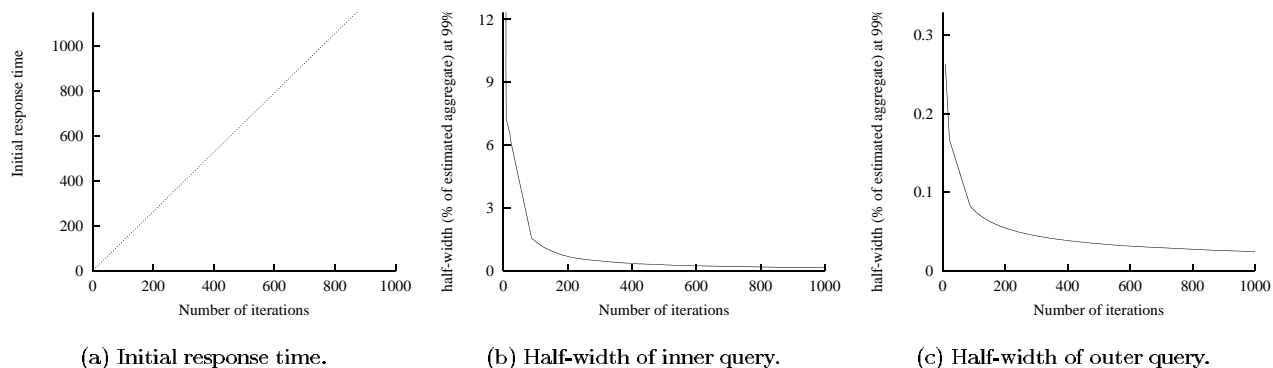 Initial response time
1000
800
600
400
200
0
0 200 400 600 800 1000
Number of iterations
(a) Initial response time.
half-width (% of estimated aggregate) at 99%
12
9
6
3
0
0 200 400 600 800 1000
Number of iterations
(b) Half-width of inner query.
half-width (% of estimated aggregate) at 99%
0.3
0.2
0.1
0
0 200 400 600 800 1000
Number of iterations
(c) Half-width of outer query.